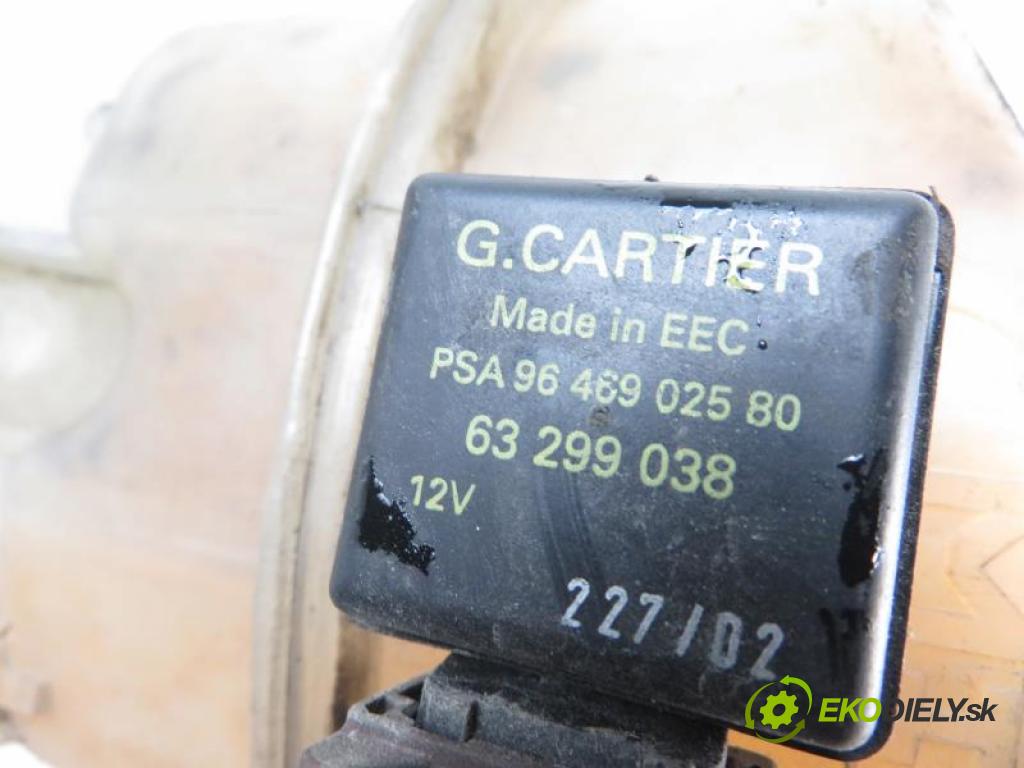 G.CARTIER
Made in EEC
PSA 96 469 025 80
63 299 038
12V
227/02
EKODIELY.sk